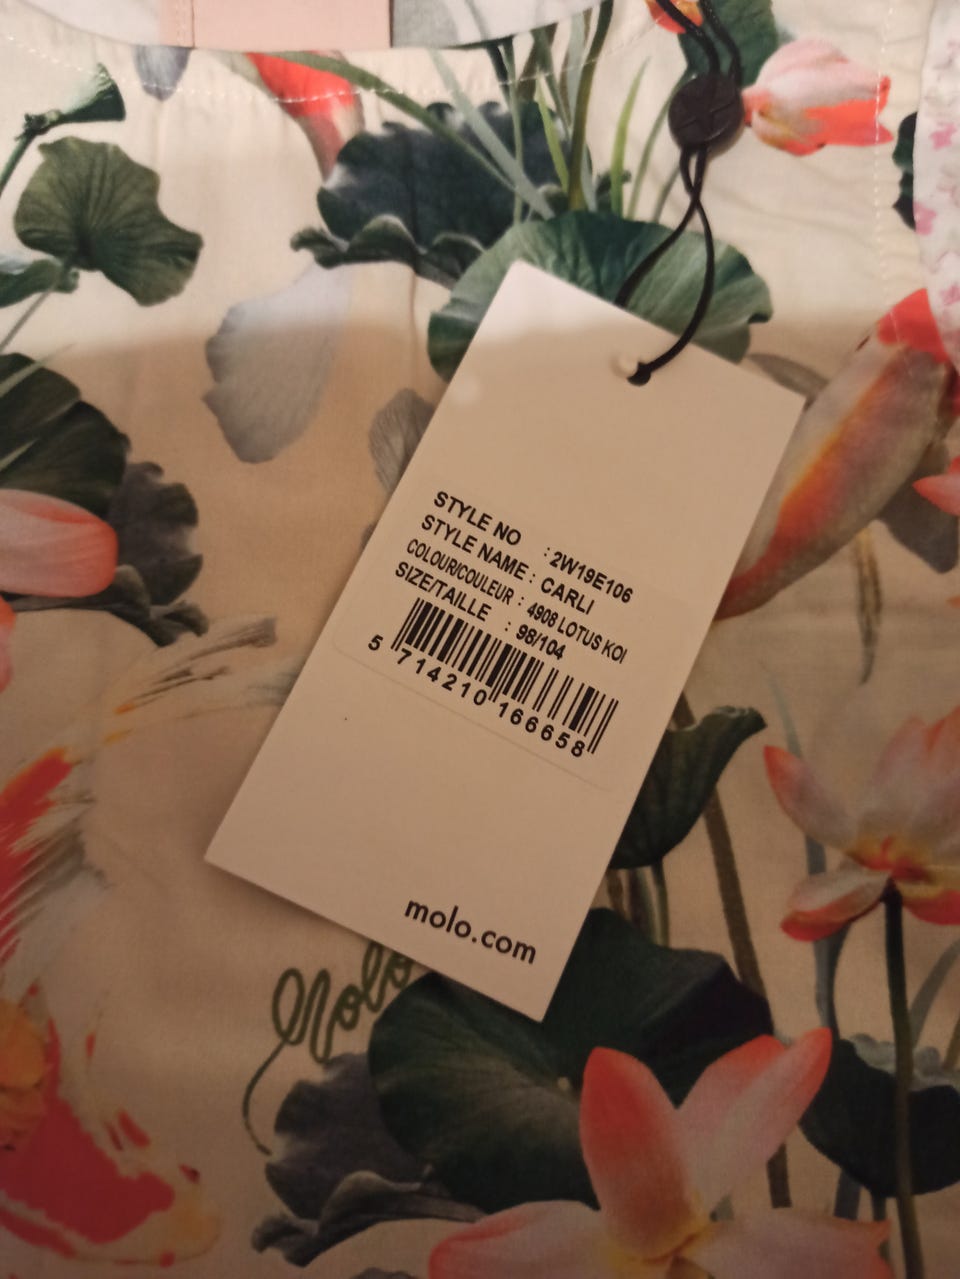 STYLE NO : 2W19E106
STYLE NAME : CARLI
COLOUR/COULEUR : 4908 LOTUS KOI
SIZE/TAILLE : 98/104
5 714210 166658
molo.com
Molo